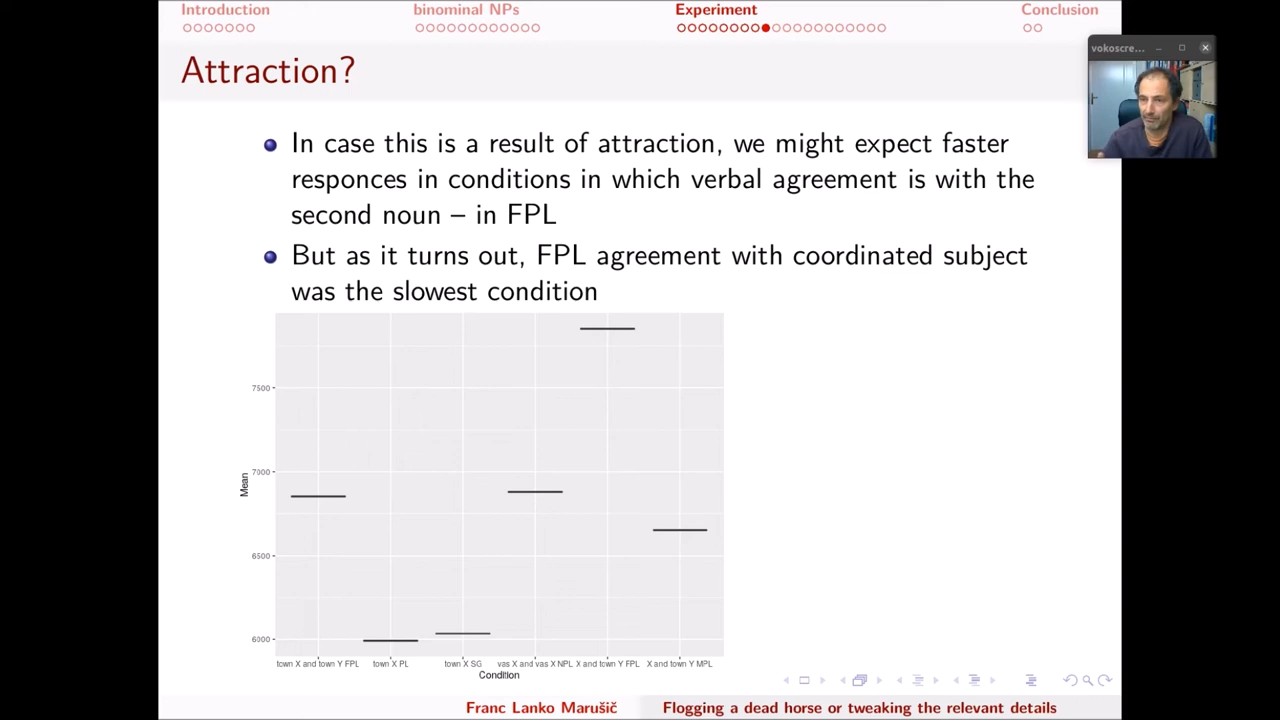 Introduction binominal NPs Experiment Conclusion
vokoscre...
Attraction?
In case this is a result of attraction, we might expect faster
responces in conditions in which verbal agreement is with the
second noun – in FPL
But as it turns out, FPL agreement with coordinated subject
was the slowest condition
7500
7000
6500
6000
Mean
town X and town Y FPL town X PL town X SG vas X and vas X NPL X and town Y FPL X and town Y MPL
Condition
Franc Lanko Marušič Flogging a dead horse or tweaking the relevant details